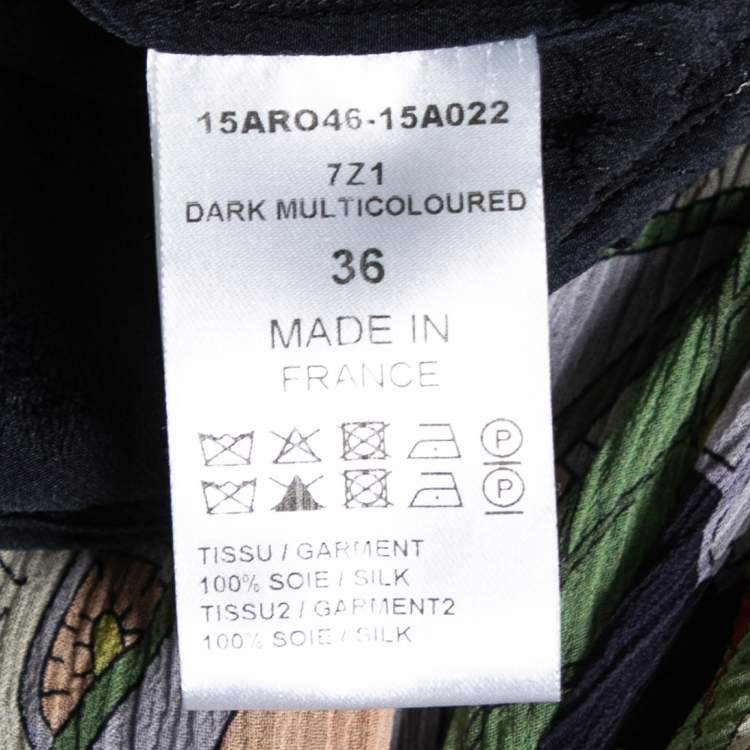 15ARO46-15A022
7Z1
DARK MULTICOLOURED
36
MADE IN
FRANCE
P
P
TISSU / GARMENT
100% SOIE / SILK
TISSU2 / GARMENT2
100% SOIE / SILK